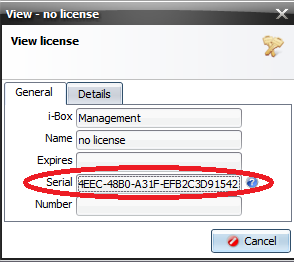 View - no license
View license
General
Details
i-Box Management
Name no license
Expires
Serial 4EEC-48B0-A31F-EFB2C3D91542
Number
Cancel